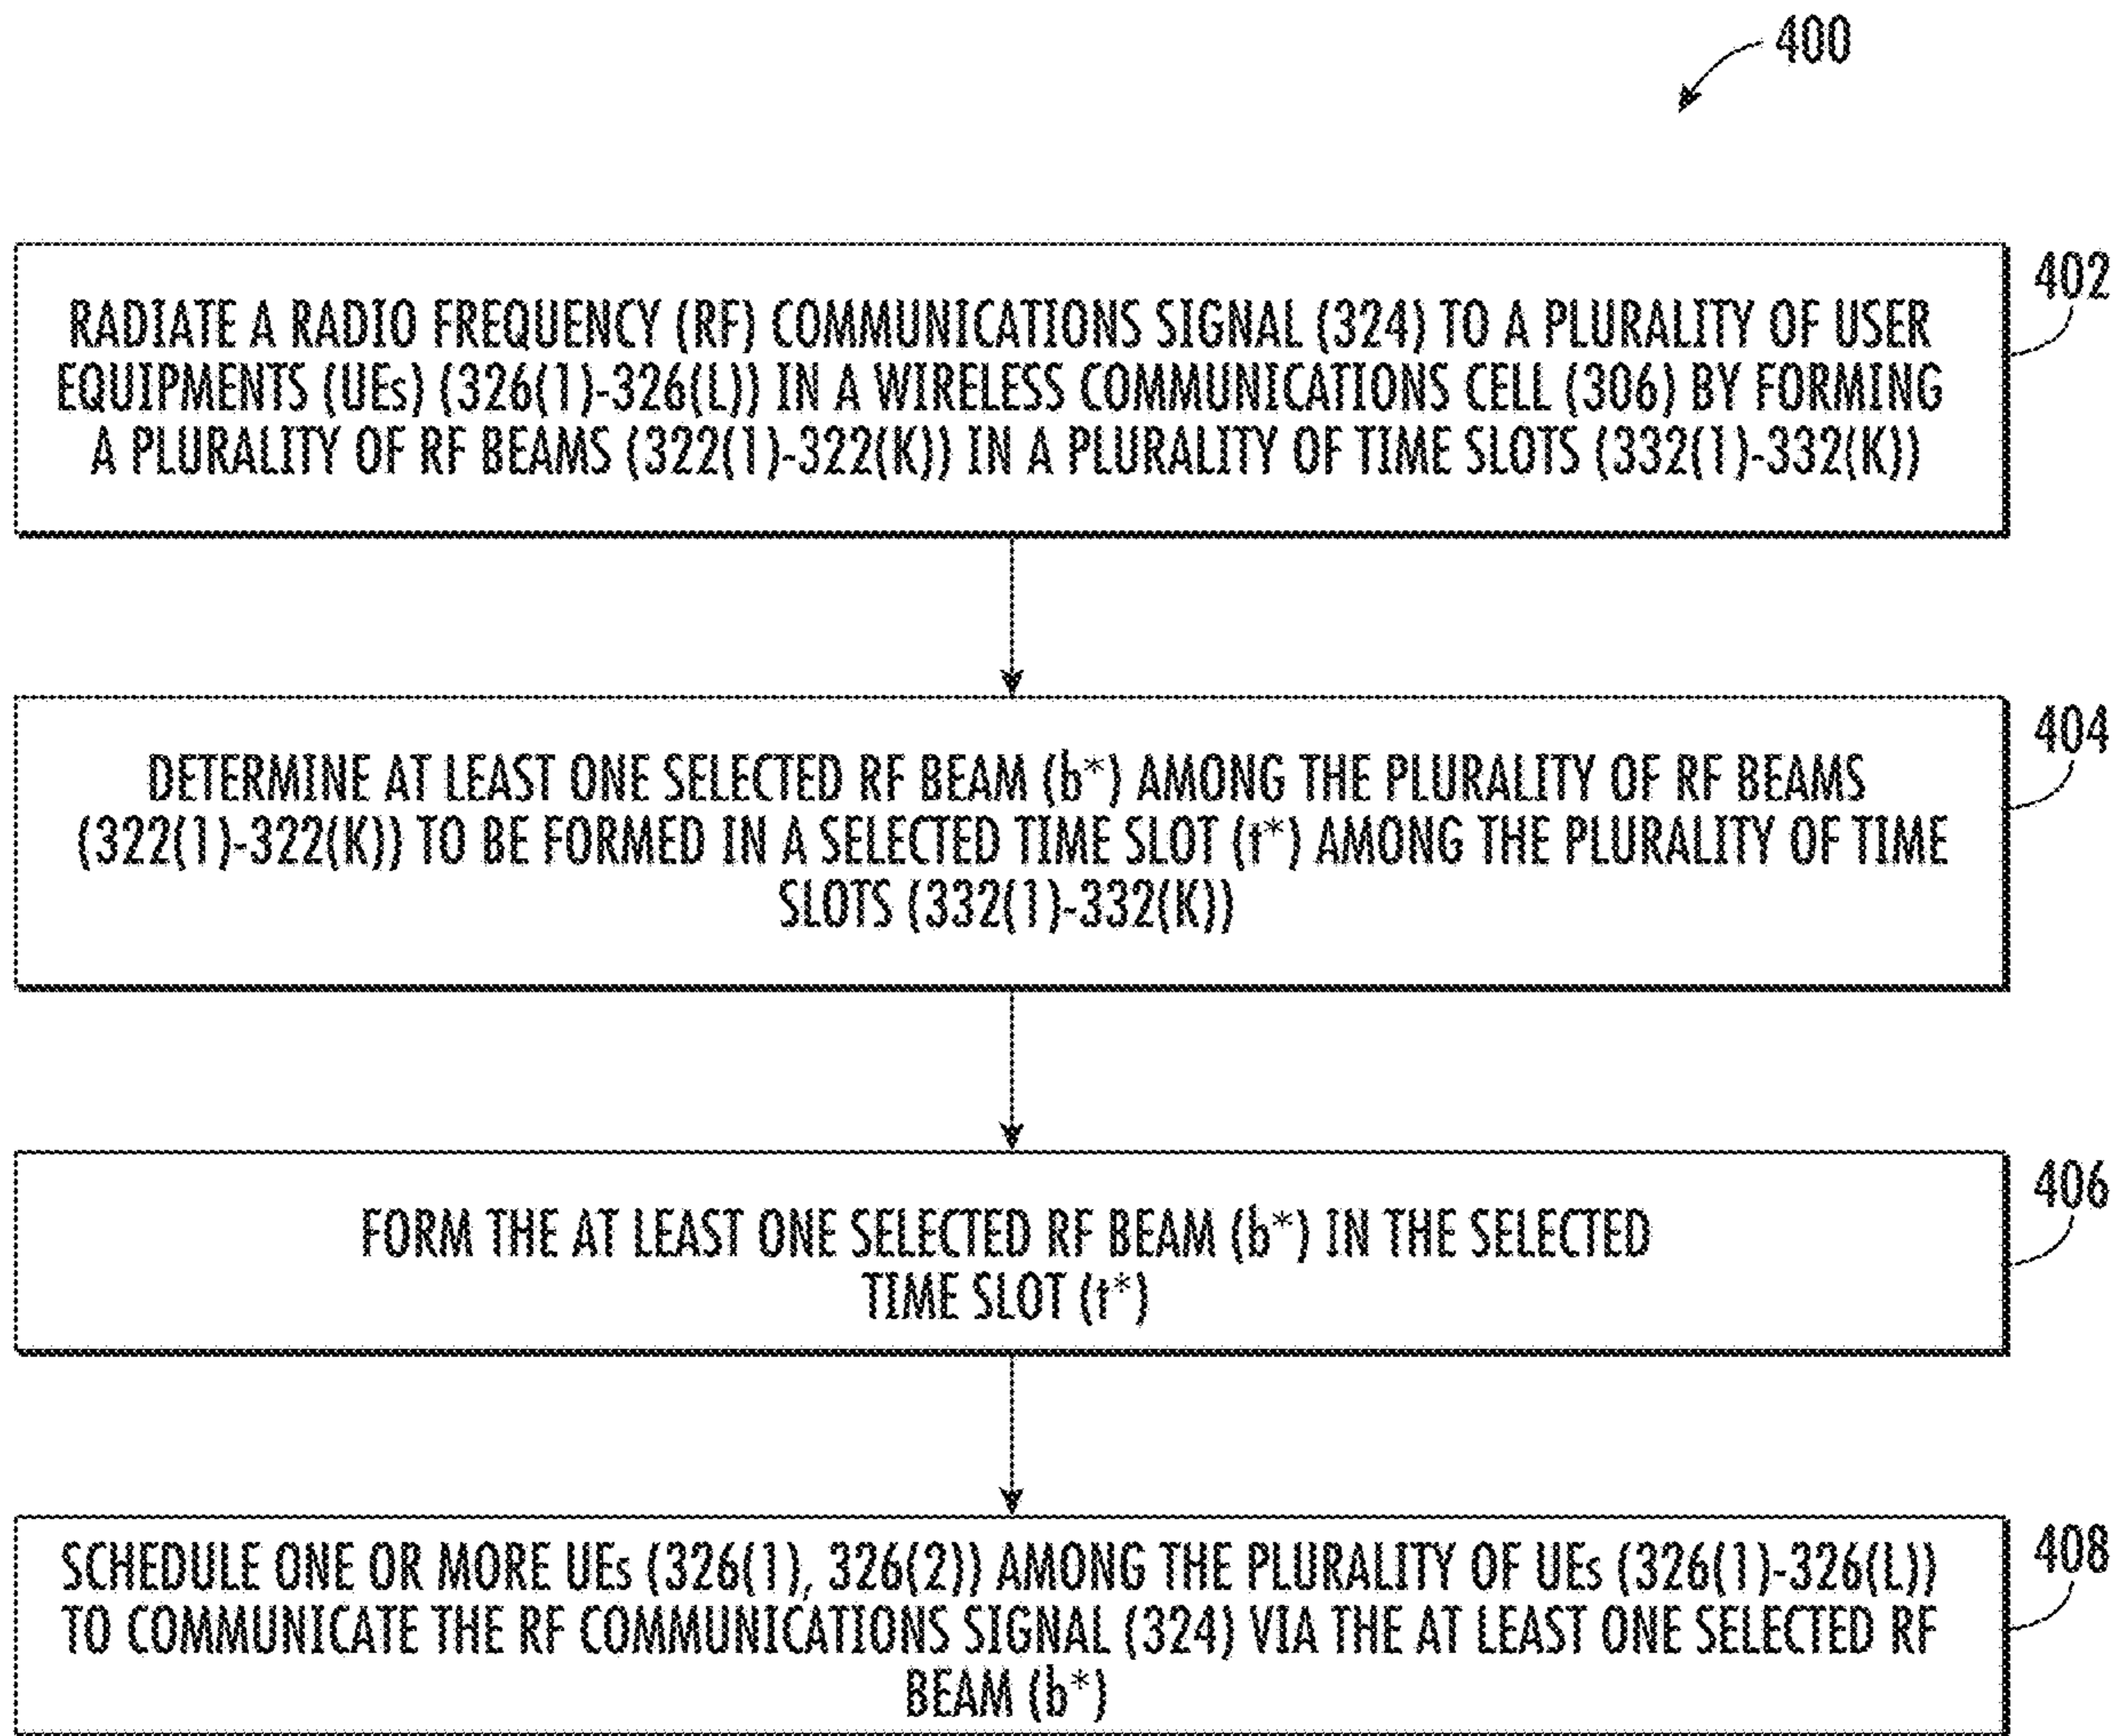 400
402
RADIATE A RADIO FREQUENCY (RF) COMMUNICATIONS SIGNAL (324) TO A PLURALITY OF USER
EQUIPMENTS (UEs) (326(1)-326(L)) IN A WIRELESS COMMUNICATIONS CELL (306) BY FORMING
A PLURALITY OF RF BEAMS (322(1)-322(K)) IN A PLURALITY OF TIME SLOTS (332(1)-332(K))
404
DETERMINE AT LEAST ONE SELECTED RF BEAM (b*) AMONG THE PLURALITY OF RF BEAMS
(322(1)-322(K)) TO BE FORMED IN A SELECTED TIME SLOT (t*) AMONG THE PLURALITY OF TIME
SLOTS (332(1)-332(K))
406
FORM THE AT LEAST ONE SELECTED RF BEAM (b*) IN THE SELECTED
TIME SLOT (t*)
408
SCHEDULE ONE OR MORE UEs (326(1), 326(2)) AMONG THE PLURALITY OF UEs (326(1)-326(L))
TO COMMUNICATE THE RF COMMUNICATIONS SIGNAL (324) VIA THE AT LEAST ONE SELECTED RF
BEAM (b*)